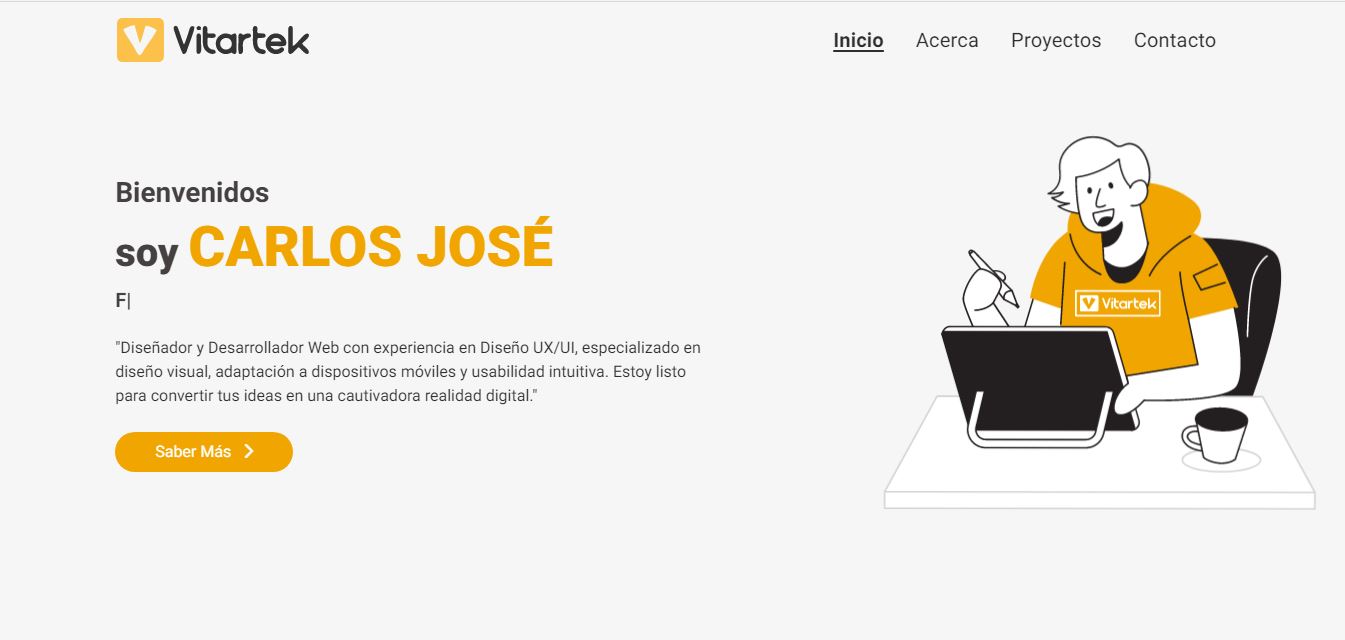 Vitartek
Inicio Acerca Proyectos Contacto
Bienvenidos
soy CARLOS JOSÉ
F|
"Diseñador y Desarrollador Web con experiencia en Diseño UX/UI, especializado en
diseño visual, adaptación a dispositivos móviles y usabilidad intuitiva. Estoy listo
para convertir tus ideas en una cautivadora realidad digital."
Saber Más
Vitartek